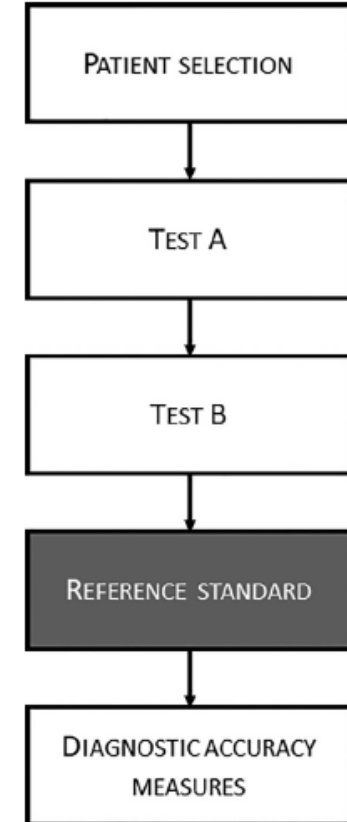 PATIENT SELECTION
TEST A
TEST B
REFERENCE STANDARD
DIAGNOSTIC ACCURACY
MEASURES